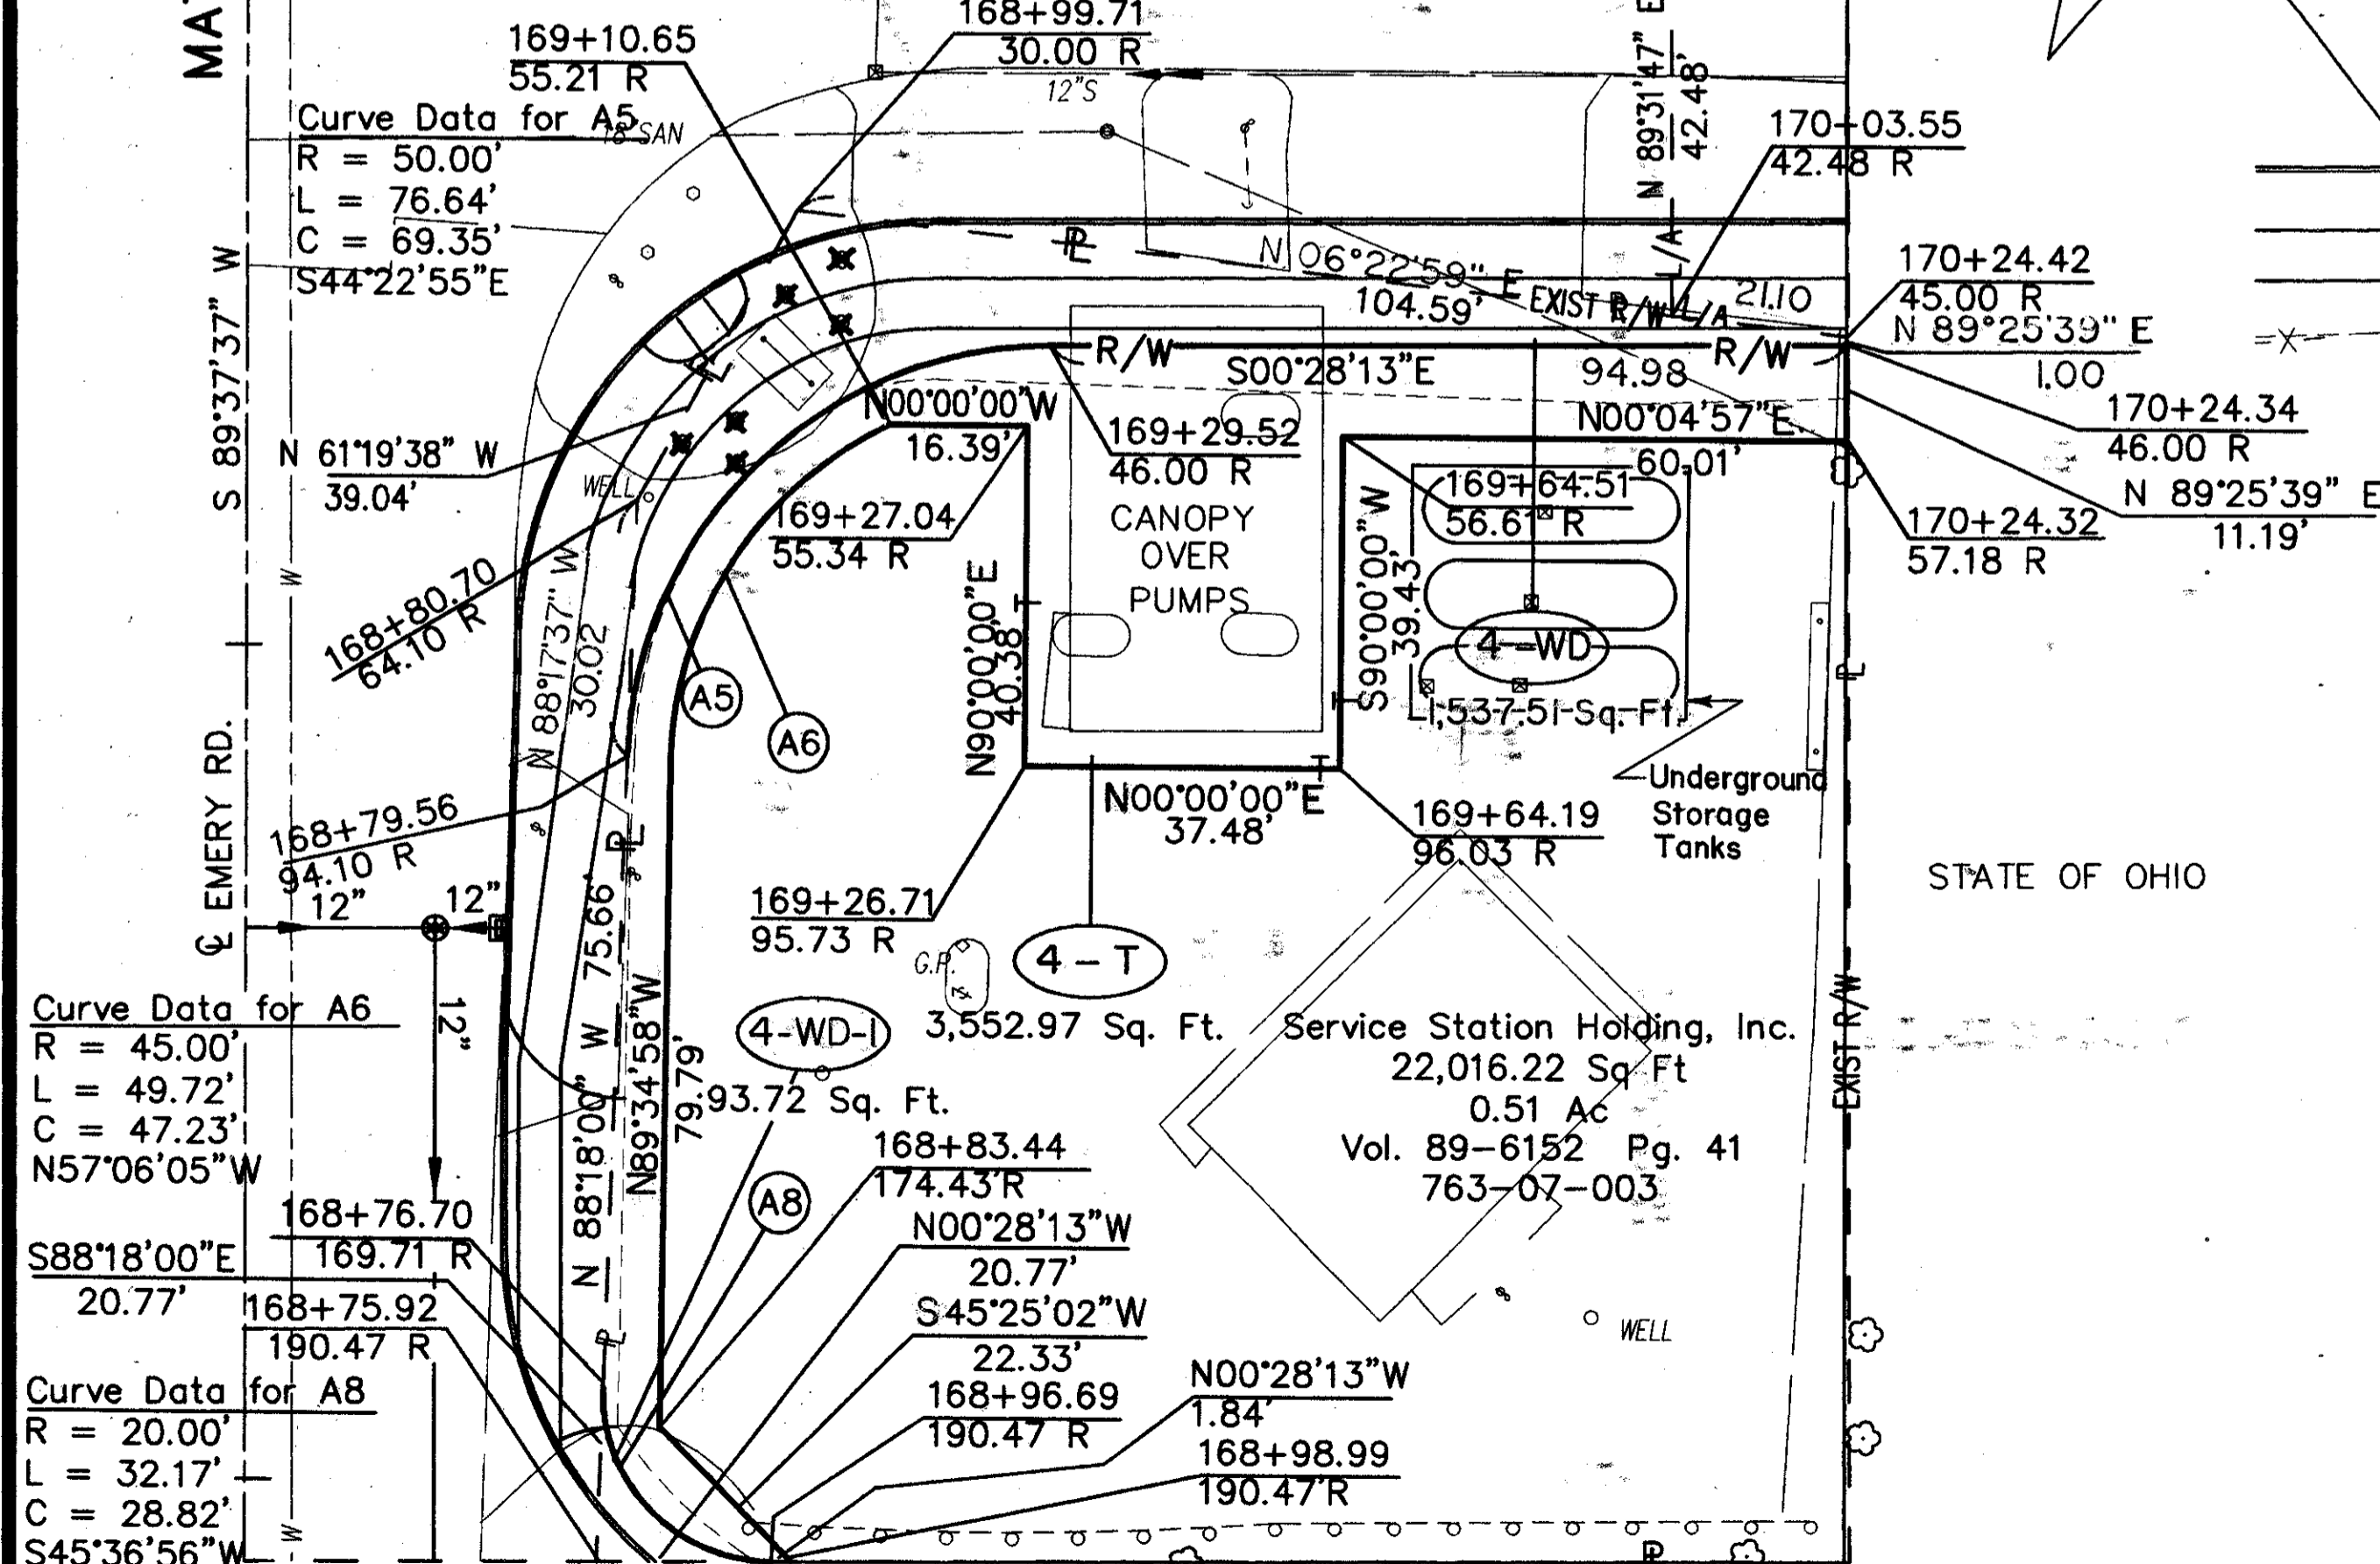 MAT
169+10.65
55.21 R
168+99.71
30.00 R
12"S
N 89°31'47" E
42.48'
L/A
170+03.55
42.48 R
Curve Data for A5
R = 50.00'
L = 76.64'
C = 69.35'
S44°22'55"E
18"SAN
S 89°37'37" W
PL
N 06°22'59" E
104.59'
EXIST R/W L/A
21.10
170+24.42
45.00 R
N 89°25'39" E
1.00
R/W
S00°28'13"E
94.98
R/W
170+24.34
46.00 R
N 89°25'39" E
11.19'
170+24.32
57.18 R
N00°00'00"W
16.39'
169+29.52
46.00 R
N00°04'57"E
60.01'
N 61°19'38" W
39.04'
WELL
169+27.04
55.34 R
CANOPY
OVER
PUMPS
169+64.51
56.61 R
168+80.70
64.10 R
N 88°17'37" W
30.02
N90°00'00"E
40.38
S90°00'00"W
39.43'
4-WD
1,537.51 Sq. Ft.
A5
A6
PL
W
N00°00'00"E
37.48'
Underground
Storage
Tanks
169+64.19
96.03 R
CL EMERY RD.
168+79.56
94.10 R
12"
12"
12"
PL
169+26.71
95.73 R
4-T
G.P.
3,552.97 Sq. Ft.
STATE OF OHIO
N 88°18'00" W 75.66'
N89°34'58"W
79.79'
4-WD-1
93.72 Sq. Ft.
Service Station Holding, Inc.
22,016.22 Sq Ft
0.51 Ac
Vol. 89-6152 Pg. 41
763-07-003
EXIST R/W
Curve Data for A6
R = 45.00'
L = 49.72'
C = 47.23'
N57°06'05"W
168+83.44
174.43'R
A8
168+76.70
169.71 R
S88°18'00"E
20.77'
168+75.92
190.47 R
N00°28'13"W
20.77'
S45°25'02"W
22.33'
168+96.69
190.47 R
N00°28'13"W
1.84'
168+98.99
190.47'R
WELL
PL
Curve Data for A8
R = 20.00'
L = 32.17'
C = 28.82'
S45°36'56"W
W
P